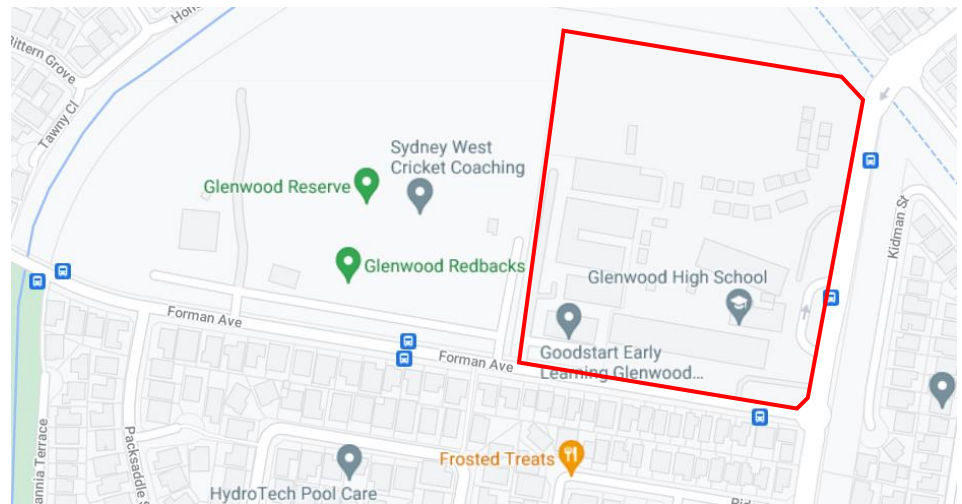 Bittern Grove
Tawny Cl
Sydney West
Cricket Coaching
Glenwood Reserve
Kidman St
Glenwood Redbacks
Glenwood High School
Forman Ave
Goodstart Early
Learning Glenwood...
Forman Ave
Packsaddle S
Terrace
Frosted Treats
HydroTech Pool Care